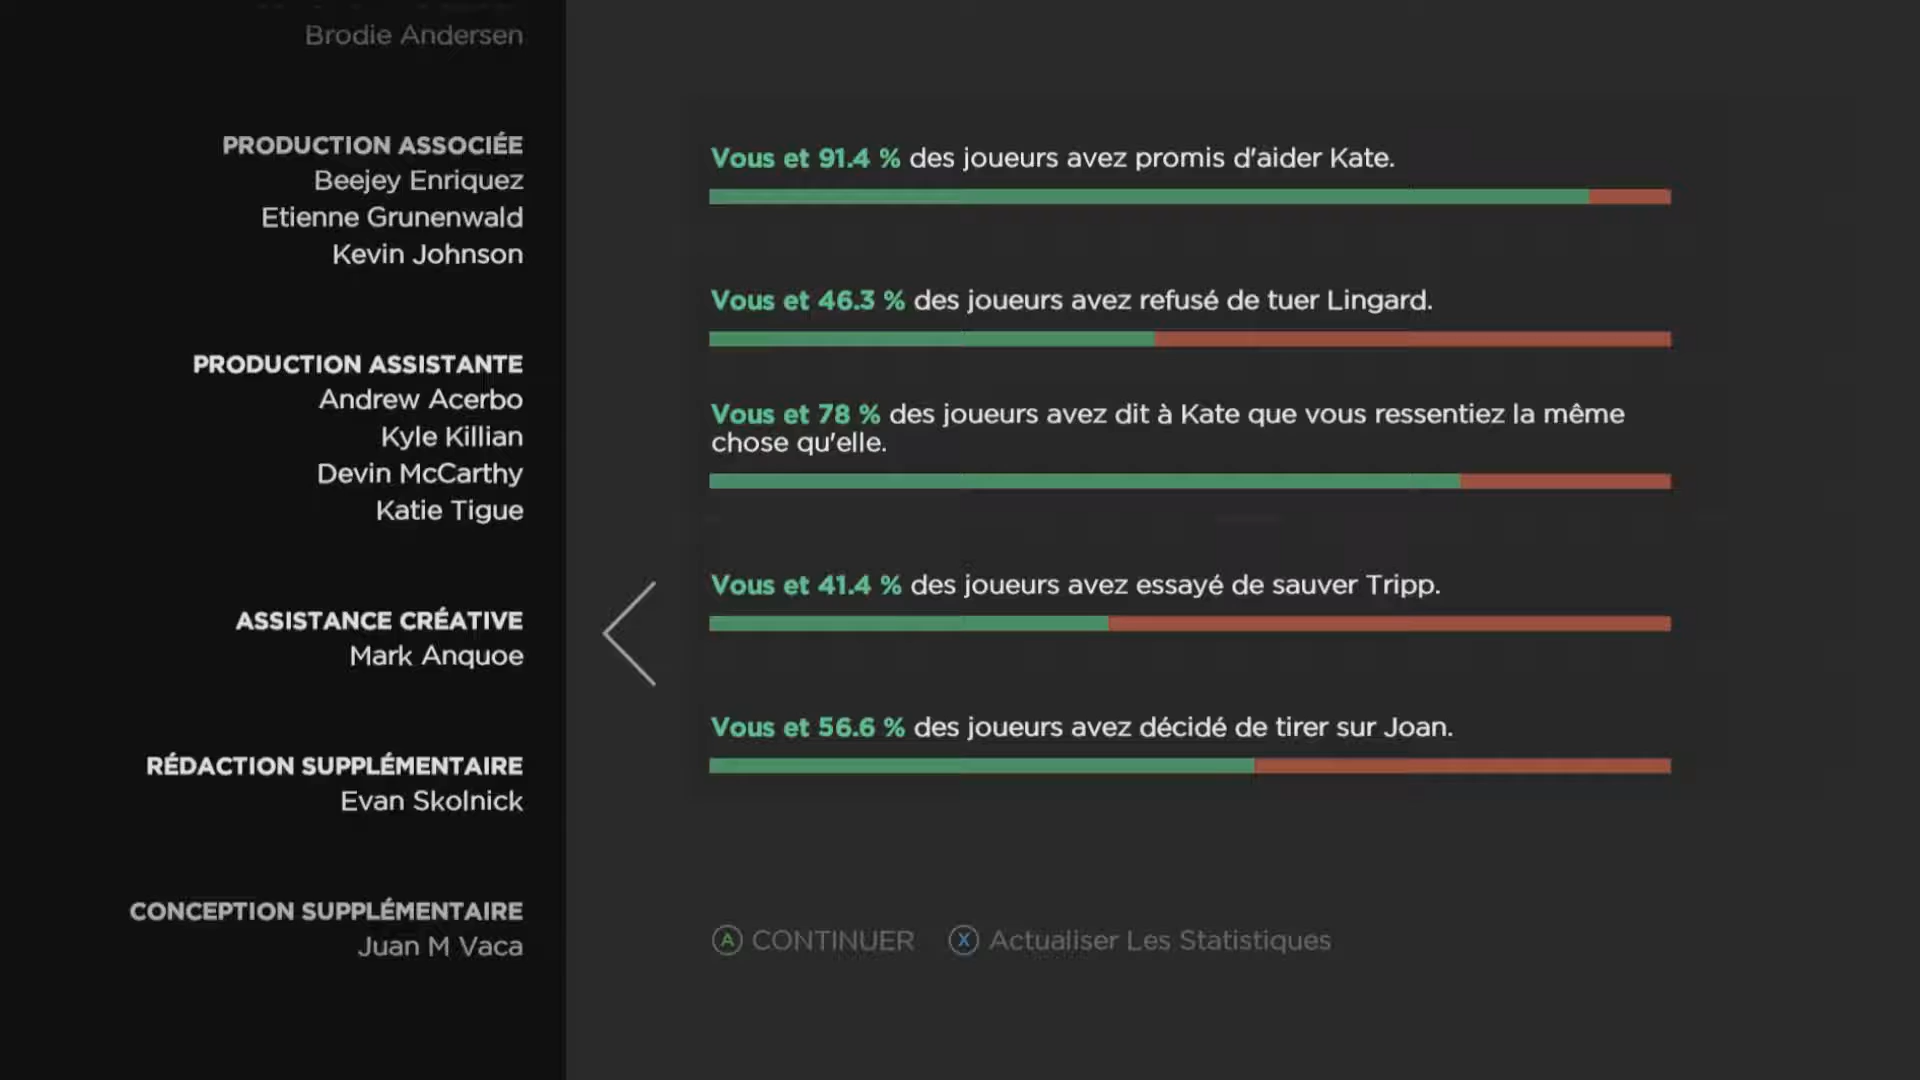 Brodie Andersen
PRODUCTION ASSOCIÉE
Beejey Enriquez
Etienne Grunenwald
Kevin Johnson
PRODUCTION ASSISTANTE
Andrew Acerbo
Kyle Killian
Devin McCarthy
Katie Tigue
ASSISTANCE CRÉATIVE
Mark Anquoe
RÉDACTION SUPPLÉMENTAIRE
Evan Skolnick
CONCEPTION SUPPLÉMENTAIRE
Juan M Vaca
Vous et 91.4 % des joueurs avez promis d'aider Kate.
Vous et 46.3 % des joueurs avez refusé de tuer Lingard.
Vous et 78 % des joueurs avez dit à Kate que vous ressentiez la même
chose qu'elle.
Vous et 41.4 % des joueurs avez essayé de sauver Tripp.
Vous et 56.6 % des joueurs avez décidé de tirer sur Joan.
A CONTINUER X Actualiser Les Statistiques